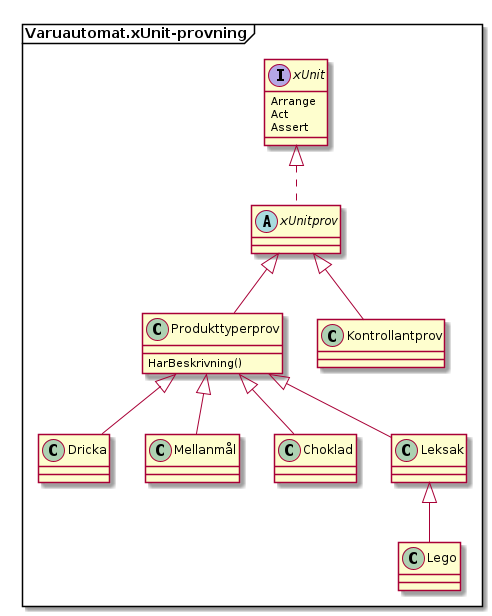 Varuautomat.xUnit-provning
I xUnit
Arrange
Act
Assert
A xUnitprov
C Produkttyperprov
HarBeskrivning()
C Kontrollantprov
C Dricka
C Mellanmål
C Choklad
C Leksak
C Lego